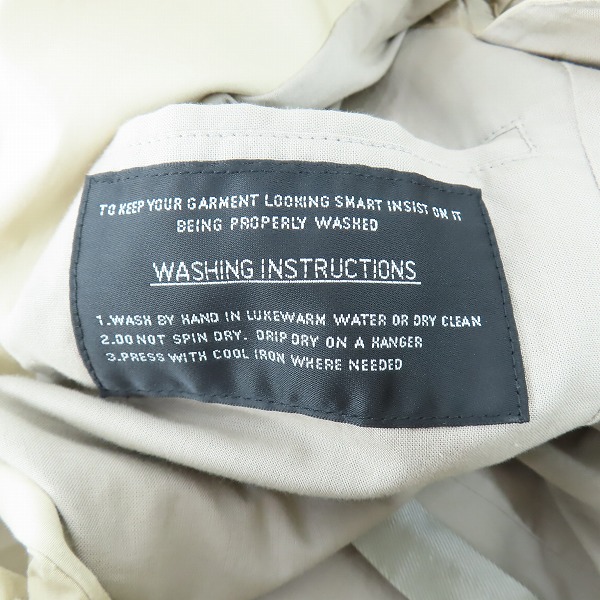 TO KEEP YOUR GARMENT LOOKING SMART INSIST ON IT
BEING PROPERLY WASHED
WASHING INSTRUCTIONS
1.WASH BY HAND IN LUKEWARM WATER OR DRY CLEAN
2.DO NOT SPIN DRY. DRIP DRY ON A HANGER
3.PRESS WITH COOL IRON WHERE NEEDED